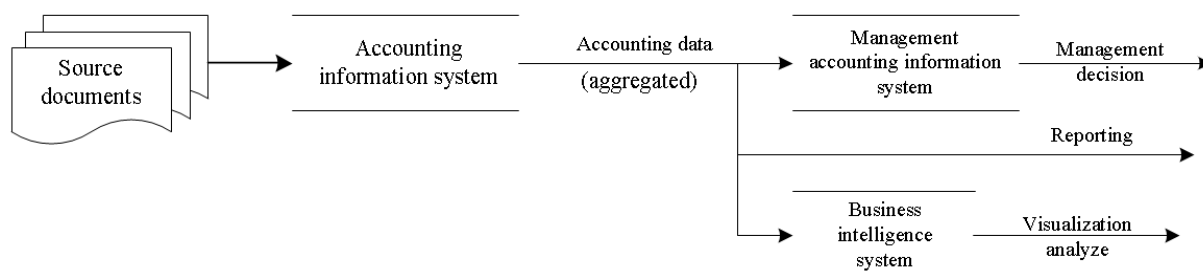 Source
documents
Accounting
information system
Accounting data
(aggregated)
Management
accounting information
system
Management
decision
Reporting
Business
intelligence
system
Visualization
analyze